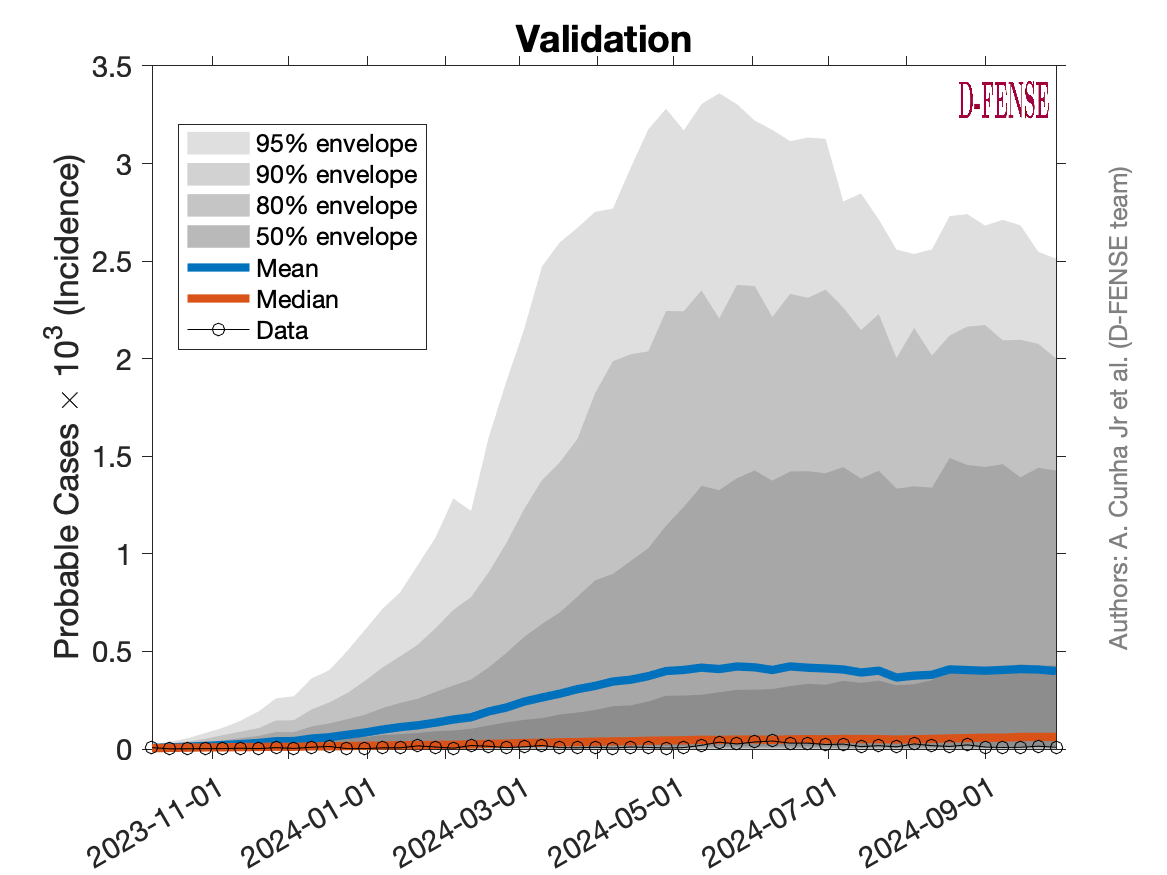 Validation
D-FENSE
3.5
3
2.5
2
1.5
1
0.5
0
Probable Cases × 10³ (Incidence)
95% envelope
90% envelope
80% envelope
50% envelope
Mean
Median
Data
2023-11-01
2024-01-01
2024-03-01
2024-05-01
2024-07-01
2024-09-01
Authors: A. Cunha Jr et al. (D-FENSE team)